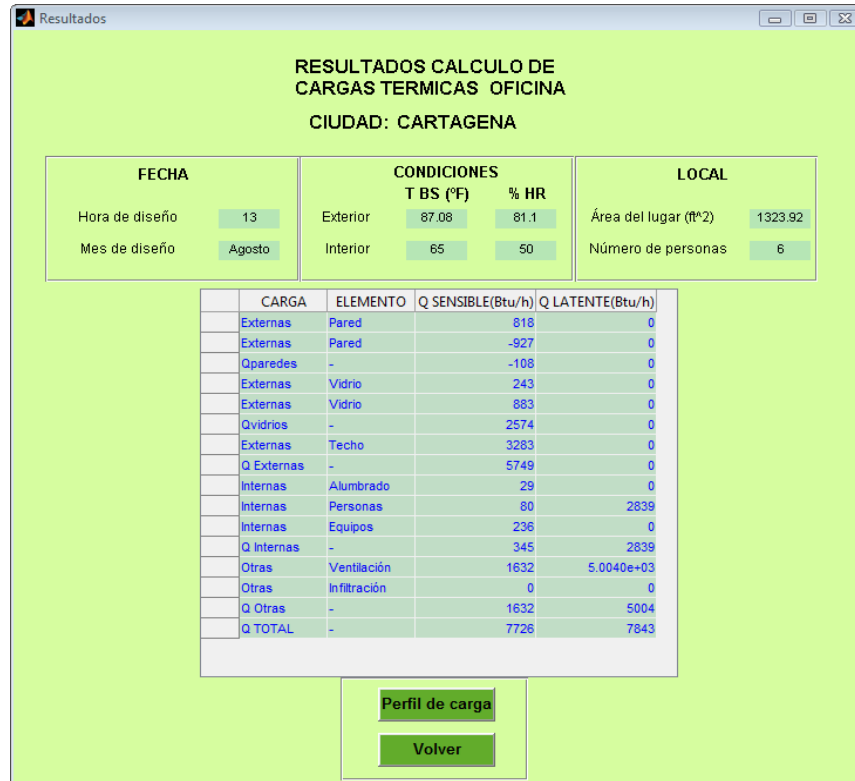 Resultados
RESULTADOS CALCULO DE
CARGAS TERMICAS OFICINA
CIUDAD: CARTAGENA
FECHA
Hora de diseño 13
Mes de diseño Agosto
CONDICIONES
T BS (ºF) % HR
Exterior 87.08 81.1
Interior 65 50
LOCAL
Área del lugar (ft^2) 1323.92
Número de personas 6
CARGA ELEMENTO Q SENSIBLE(Btu/h) Q LATENTE(Btu/h)
Externas Pared 818 0
Externas Pared -927 0
Qparedes - -108 0
Externas Vidrio 243 0
Externas Vidrio 883 0
Qvidrios - 2574 0
Externas Techo 3283 0
Q Externas - 5749 0
Internas Alumbrado 29 0
Internas Personas 80 2839
Internas Equipos 236 0
Q Internas - 345 2839
Otras Ventilación 1632 5.0040e+03
Otras Infiltración 0 0
Q Otras - 1632 5004
Q TOTAL - 7726 7843
Perfil de carga
Volver